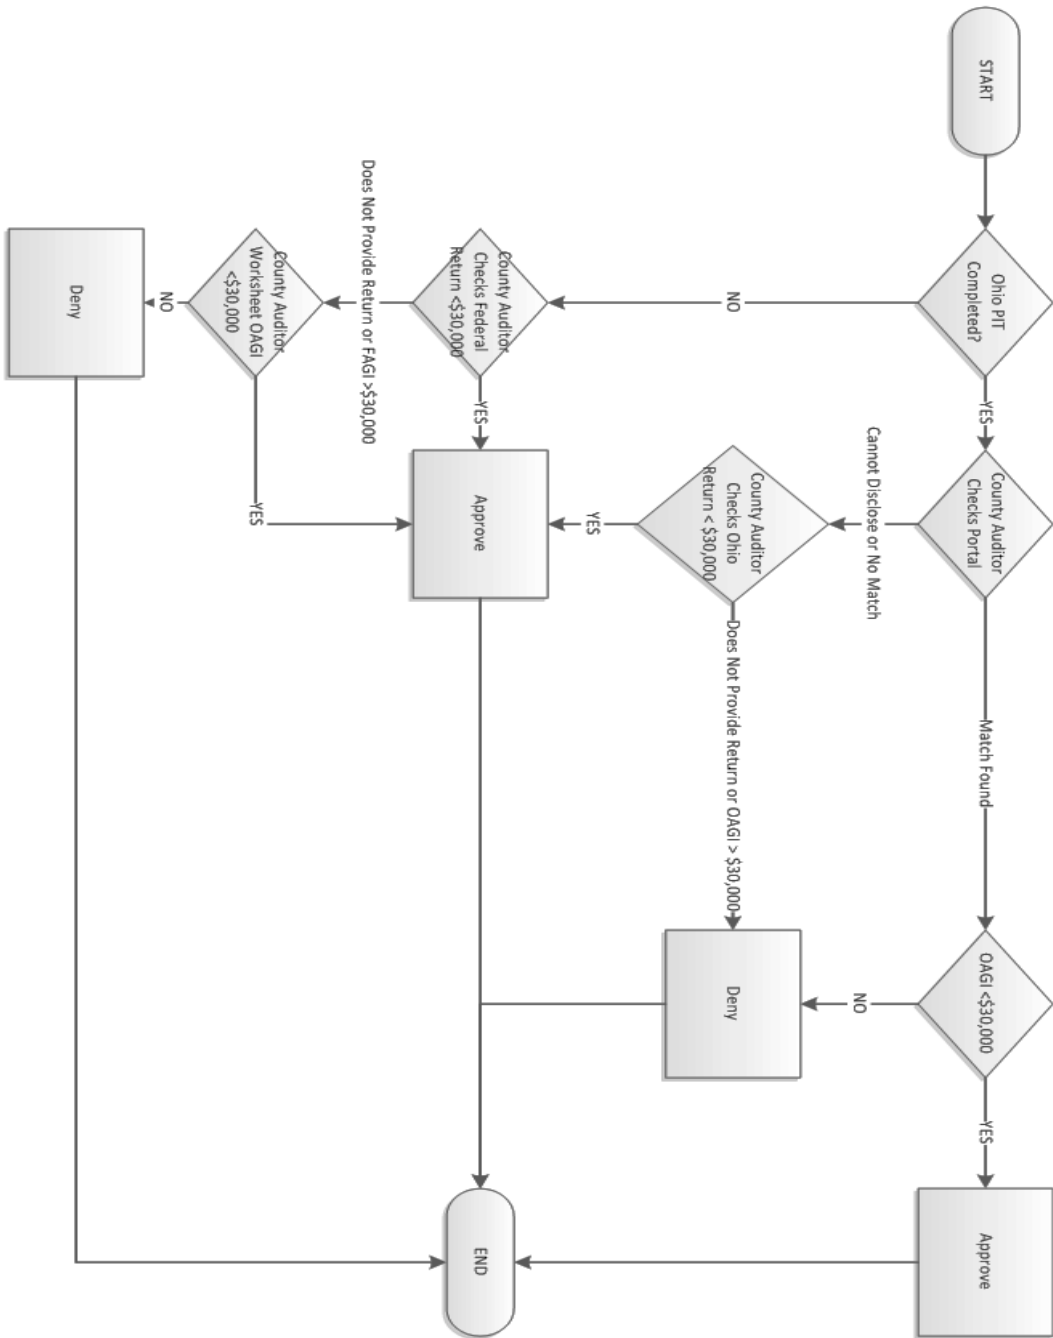 START
Ohio PIT
Completed?
YES
County Auditor
Checks Portal
Match Found
OAGI <$30,000
YES
Approve
NO
Cannot Disclose or No Match
NO
County Auditor
Checks Ohio
Return < $30,000
Does Not Provide Return or OAGI > $30,000
Deny
YES
County Auditor
Checks Federal
Return <$30,000
YES
Approve
END
Does Not Provide Return or FAGI >$30,000
County Auditor
Worksheet OAGI
<$30,000
YES
NO
Deny